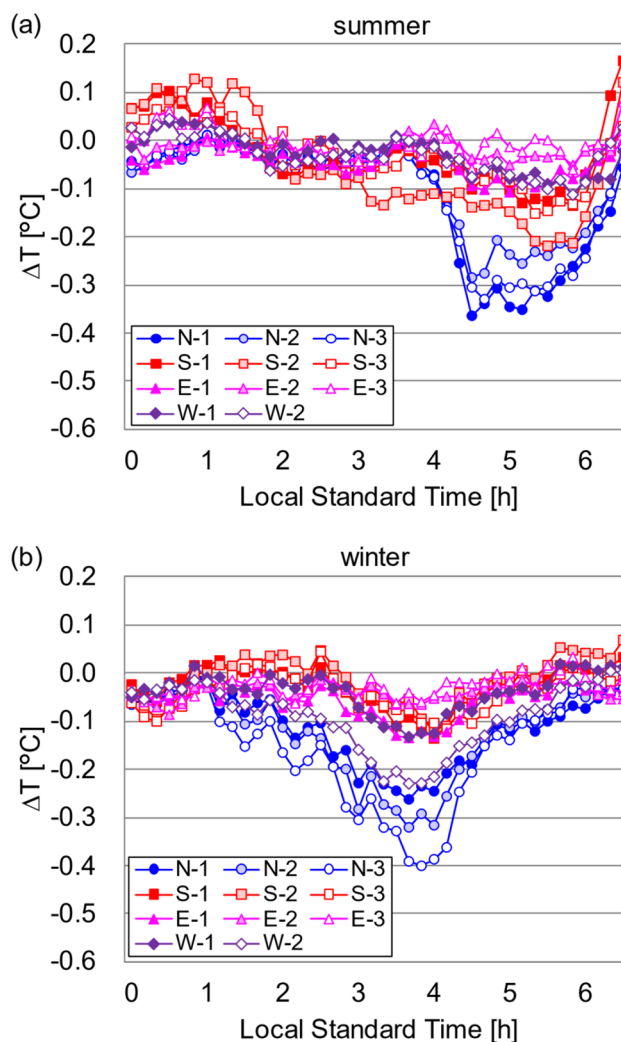 (a)
summer
0.2
0.1
0.0
-0.1
-0.2
-0.3
-0.4
-0.5
-0.6
ΔT [ºC]
N-1 N-2 N-3
S-1 S-2 S-3
E-1 E-2 E-3
W-1 W-2
0 1 2 3 4 5 6
Local Standard Time [h]
(b)
winter
0.2
0.1
0.0
-0.1
-0.2
-0.3
-0.4
-0.5
-0.6
ΔT [ºC]
N-1 N-2 N-3
S-1 S-2 S-3
E-1 E-2 E-3
W-1 W-2
0 1 2 3 4 5 6
Local Standard Time [h]